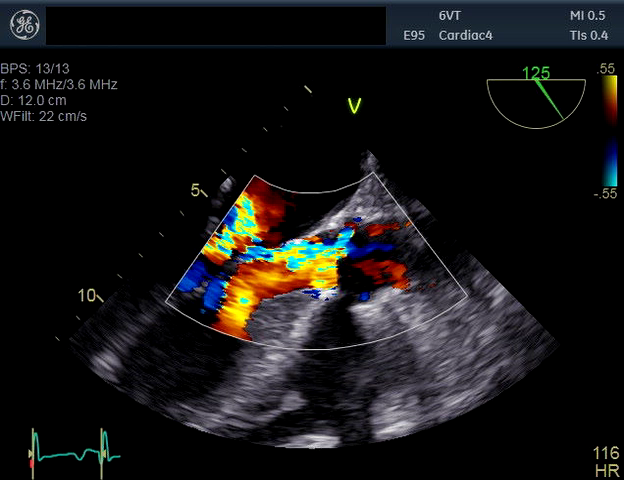 GE
6VT
MI 0.5
E95
Cardiac4
TIs 0.4
BPS: 13/13
f: 3.6 MHz/3.6 MHz
D: 12.0 cm
WFilt: 22 cm/s
125
.55
-.55
V
5
10
116
HR